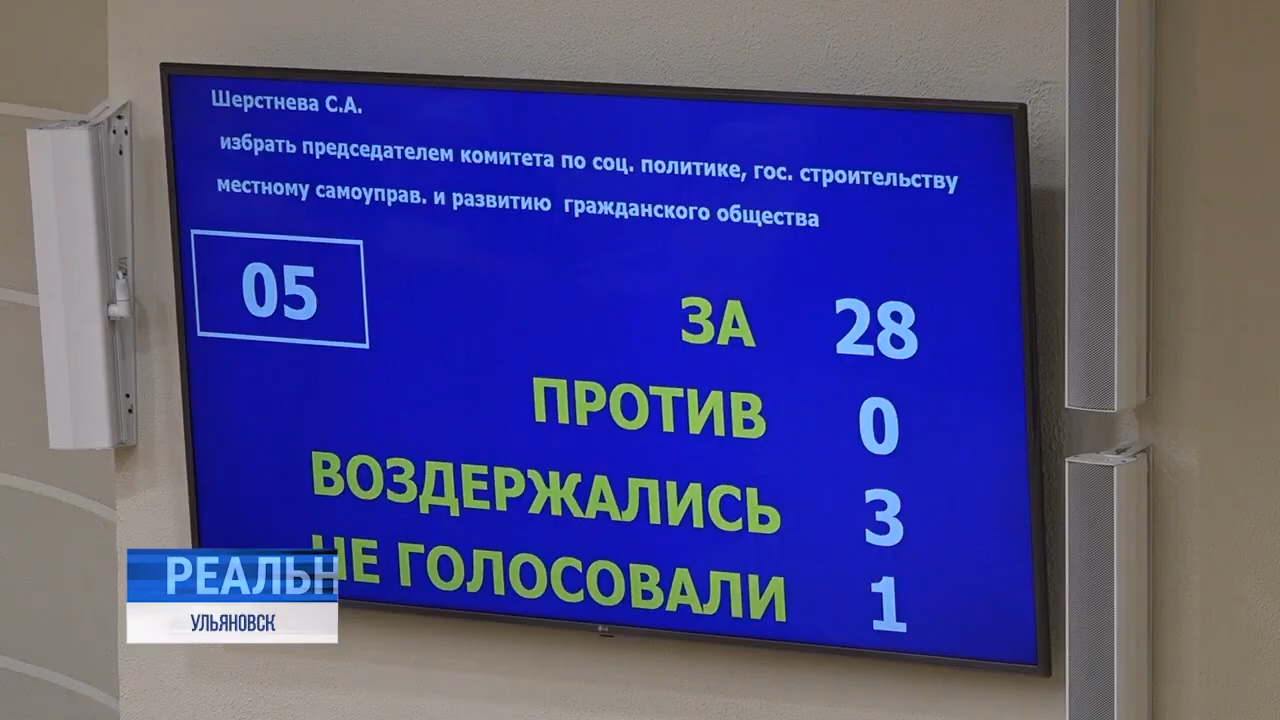 Шерстнева С.А.
избрать председателем комитета по соц. политике, гос. строительству
местному самоуправ. и развитию гражданского общества
05
ЗА 28
ПРОТИВ 0
ВОЗДЕРЖАЛИСЬ 3
НЕ ГОЛОСОВАЛИ 1
РЕАЛЬН
УЛЬЯНОВСК
LG